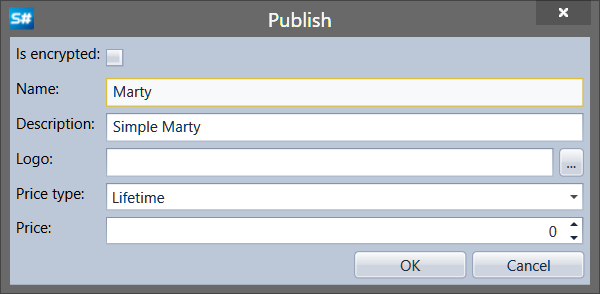 S# Publish
Is encrypted:
Name: Marty
Description: Simple Marty
Logo: ...
Price type: Lifetime
Price: 0
OK Cancel